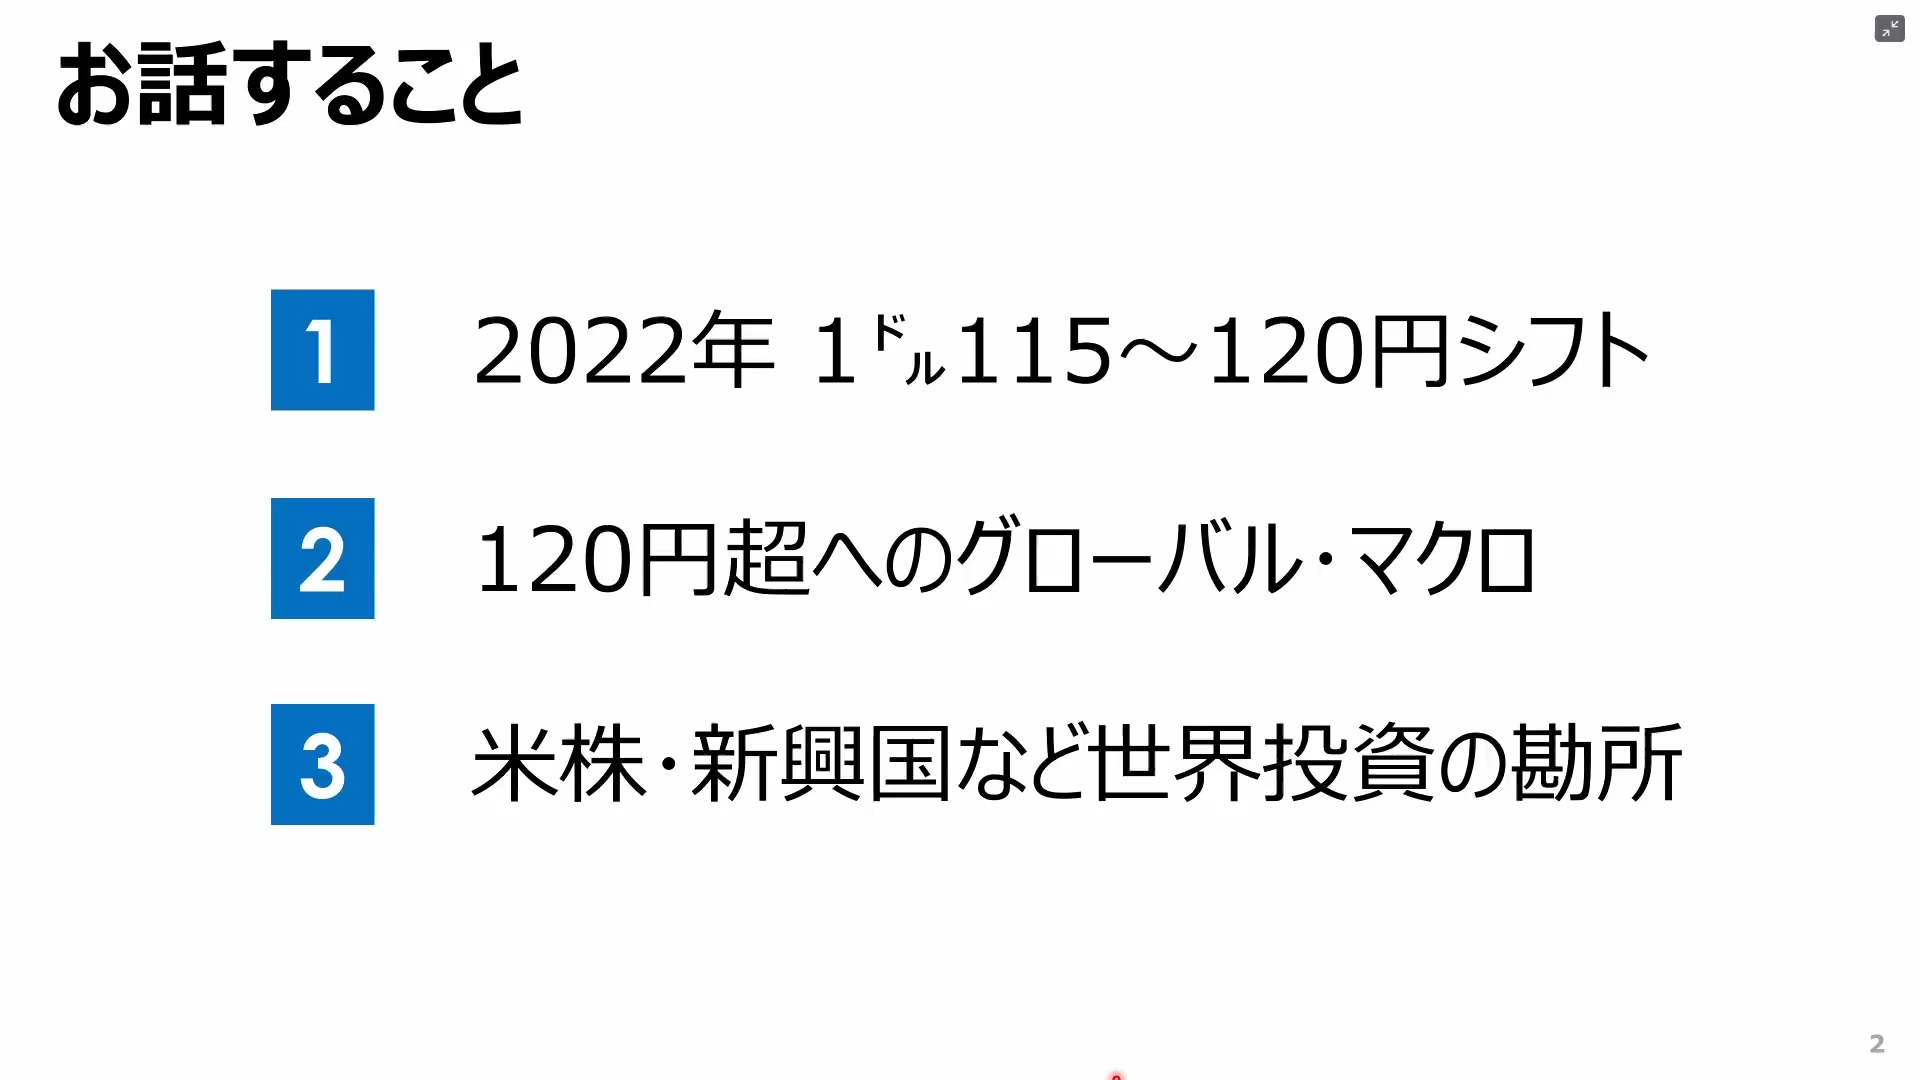 お話すること
1 2022年 1㌦115～120円シフト
2 120円超へのグローバル・マクロ
3 米株・新興国など世界投資の勘所
2